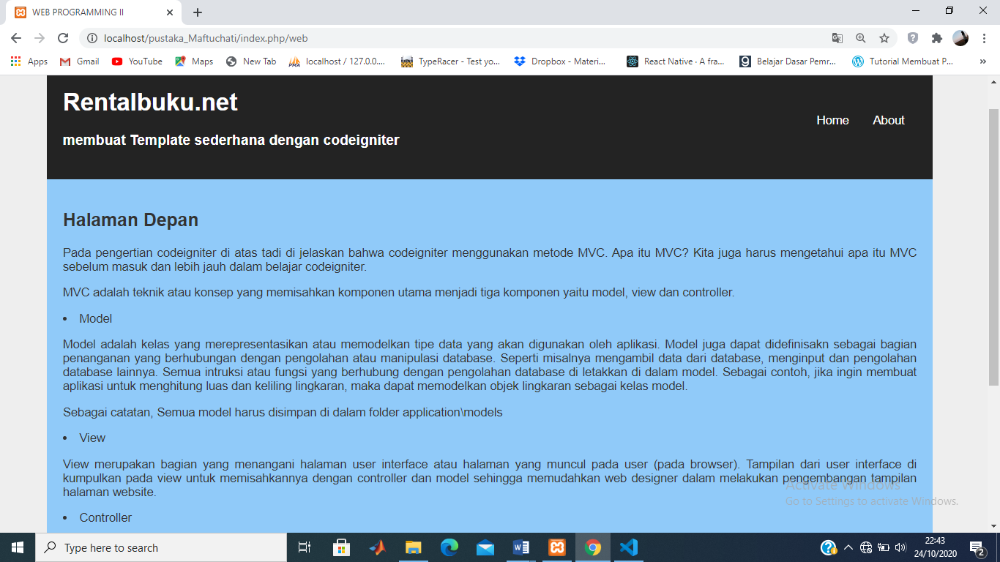 WEB PROGRAMMING II
localhost/pustaka_Maftuchati/index.php/web
Apps Gmail YouTube Maps New Tab localhost / 127.0.0.... TypeRacer - Test yo... Dropbox - Materi... React Native · A fra... Belajar Dasar Pemr... Tutorial Membuat P... »
Rentalbuku.net
Home About
membuat Template sederhana dengan codeigniter
Halaman Depan
Pada pengertian codeigniter di atas tadi di jelaskan bahwa codeigniter menggunakan metode MVC. Apa itu MVC? Kita juga harus mengetahui apa itu MVC
sebelum masuk dan lebih jauh dalam belajar codeigniter.
MVC adalah teknik atau konsep yang memisahkan komponen utama menjadi tiga komponen yaitu model, view dan controller.
• Model
Model adalah kelas yang merepresentasikan atau memodelkan tipe data yang akan digunakan oleh aplikasi. Model juga dapat didefinisakn sebagai bagian
penanganan yang berhubungan dengan pengolahan atau manipulasi database. Seperti misalnya mengambil data dari database, menginput dan pengolahan
database lainnya. Semua intruksi atau fungsi yang berhubung dengan pengolahan database di letakkan di dalam model. Sebagai contoh, jika ingin membuat
aplikasi untuk menghitung luas dan keliling lingkaran, maka dapat memodelkan objek lingkaran sebagai kelas model.
Sebagai catatan, Semua model harus disimpan di dalam folder application\models
• View
View merupakan bagian yang menangani halaman user interface atau halaman yang muncul pada user (pada browser). Tampilan dari user interface di
kumpulkan pada view untuk memisahkannya dengan controller dan model sehingga memudahkan web designer dalam melakukan pengembangan tampilan
halaman website.
Activate Windows
Go to Settings to activate Windows.
• Controller
Type here to search
22:43
24/10/2020
2